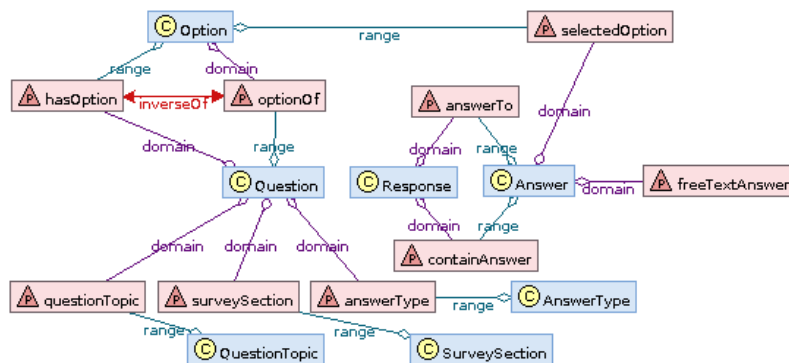 C Option
P selectedOption
range
range
domain
P hasOption
inverseOf
P optionOf
P answerTo
domain
domain
range
domain
range
C Question
C Response
C Answer
domain
P freeTextAnswer
domain
range
domain
domain
domain
P containAnswer
P questionTopic
P surveySection
P answerType
range
C AnswerType
range
range
C QuestionTopic
C SurveySection